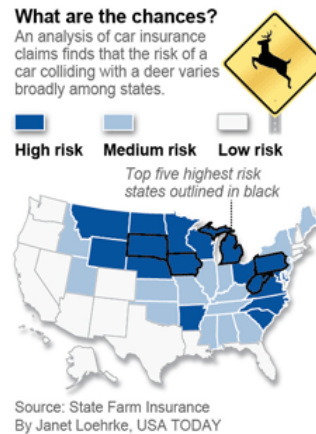 What are the chances?
An analysis of car insurance
claims finds that the risk of a
car colliding with a deer varies
broadly among states.
High risk
Medium risk
Low risk
Top five highest risk
states outlined in black
Source: State Farm Insurance
By Janet Loehrke, USA TODAY